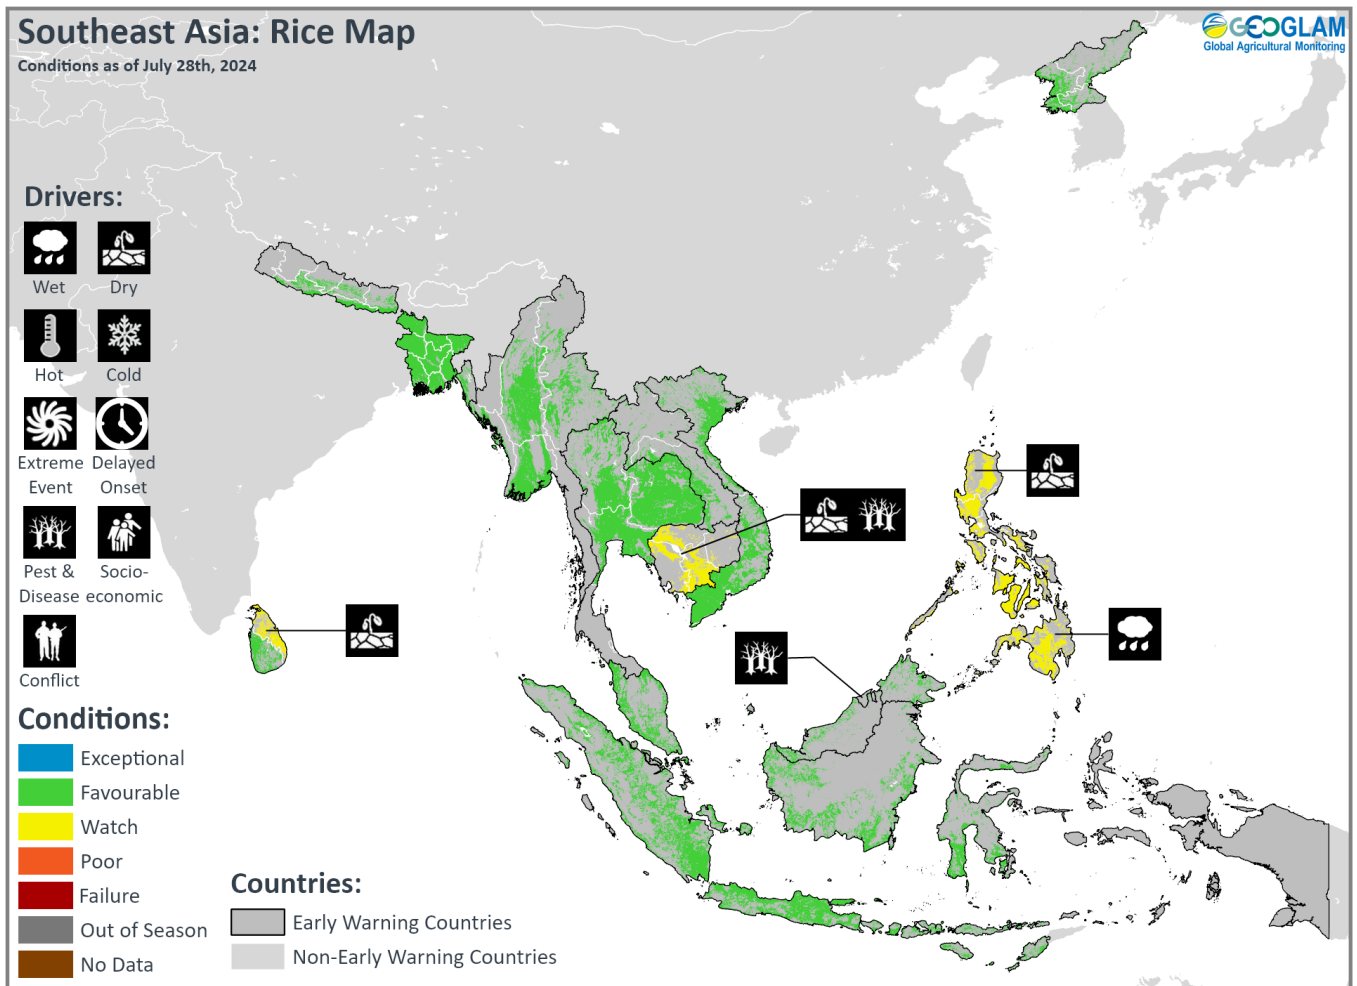 Southeast Asia: Rice Map
Conditions as of July 28th, 2024
GEOGLAM
Global Agricultural Monitoring
Drivers:
Wet
Dry
Hot
Cold
Extreme
Event
Delayed
Onset
Pest &
Disease
Socio-
economic
Conflict
Conditions:
Exceptional
Favourable
Watch
Poor
Failure
Out of Season
No Data
Countries:
Early Warning Countries
Non-Early Warning Countries